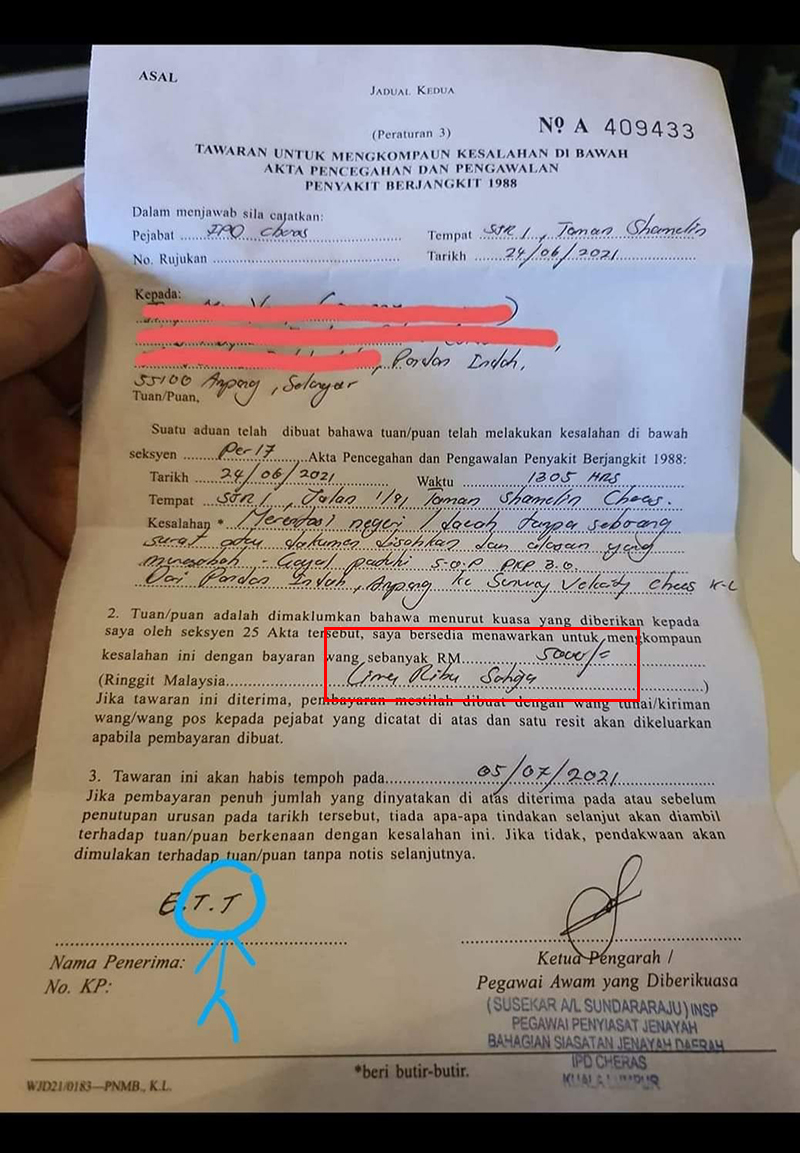 ASAL
JADUAL KEDUA
(Peraturan 3)
Nº A 409433
TAWARAN UNTUK MENGKOMPAUN KESALAHAN DI BAWAH
AKTA PENCEGAHAN DAN PENGAWALAN
PENYAKIT BERJANGKIT 1988
Dalam menjawab sila catatkan:
Pejabat IPD Cheras
Tempat SJR 1, Taman Shamelin
No. Rujukan
Tarikh 24/06/2021
Kepada:
, Pandan Indah,
55100 Ampang, Selangor
Tuan/Puan,
Suatu aduan telah dibuat bahawa tuan/puan telah melakukan kesalahan di bawah
seksyen Per 17 Akta Pencegahan dan Pengawalan Penyakit Berjangkit 1988:
Tarikh 24/06/2021 Waktu 1305 HRS
Tempat SJR 1, Jalan 1/91, Taman Shamelin Cheras.
Kesalahan * Merentasi negeri / daerah tanpa sebarang
surat atau dokumen disahkan dan alasan yang
munasabah - Gagal patuhi S.O.P PKP 3.0
Dari Pandan Indah, Ampang ke Sunway Velocity Cheras K-L
2. Tuan/puan adalah dimaklumkan bahawa menurut kuasa yang diberikan kepada
saya oleh seksyen 25 Akta tersebut, saya bersedia menawarkan untuk mengkompaun
kesalahan ini dengan bayaran wang sebanyak RM 5000/=
(Ringgit Malaysia Lima Ribu Sahaja)
Jika tawaran ini diterima, pembayaran mestilah dibuat dengan wang tunai/kiriman
wang/wang pos kepada pejabat yang dicatat di atas dan satu resit akan dikeluarkan
apabila pembayaran dibuat.
3. Tawaran ini akan habis tempoh pada 05/07/2021
Jika pembayaran penuh jumlah yang dinyatakan di atas diterima pada atau sebelum
penutupan urusan pada tarikh tersebut, tiada apa-apa tindakan selanjut akan diambil
terhadap tuan/puan berkenaan dengan kesalahan ini. Jika tidak, pendakwaan akan
dimulakan terhadap tuan/puan tanpa notis selanjutnya.
E.T.T
Nama Penerima:
No. KP:
Ketua Pengarah /
Pegawai Awam yang Diberikuasa
(SUSEKAR A/L SUNDARARAJU) INSP
PEGAWAI PENYIASAT JENAYAH
BAHAGIAN SIASATAN JENAYAH DAERAH
IPD CHERAS
KUALA LUMPUR
*beri butir-butir.
WJD21/0183—PNMB., K.L.